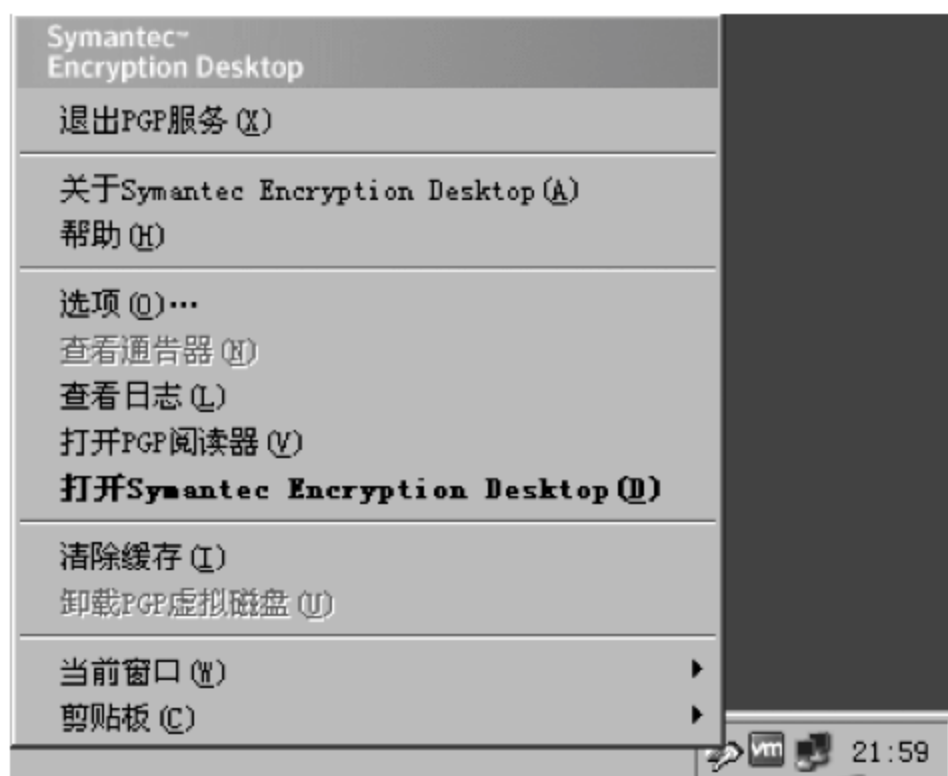 Symantec™
Encryption Desktop
退出PGP服务(X)
关于Symantec Encryption Desktop(A)
帮助(H)
选项(O)…
查看通告器(N)
查看日志(L)
打开PGP阅读器(V)
打开Symantec Encryption Desktop(D)
清除缓存(I)
卸载PGP虚拟磁盘(U)
当前窗口(W)
剪贴板(C)
vm 21:59